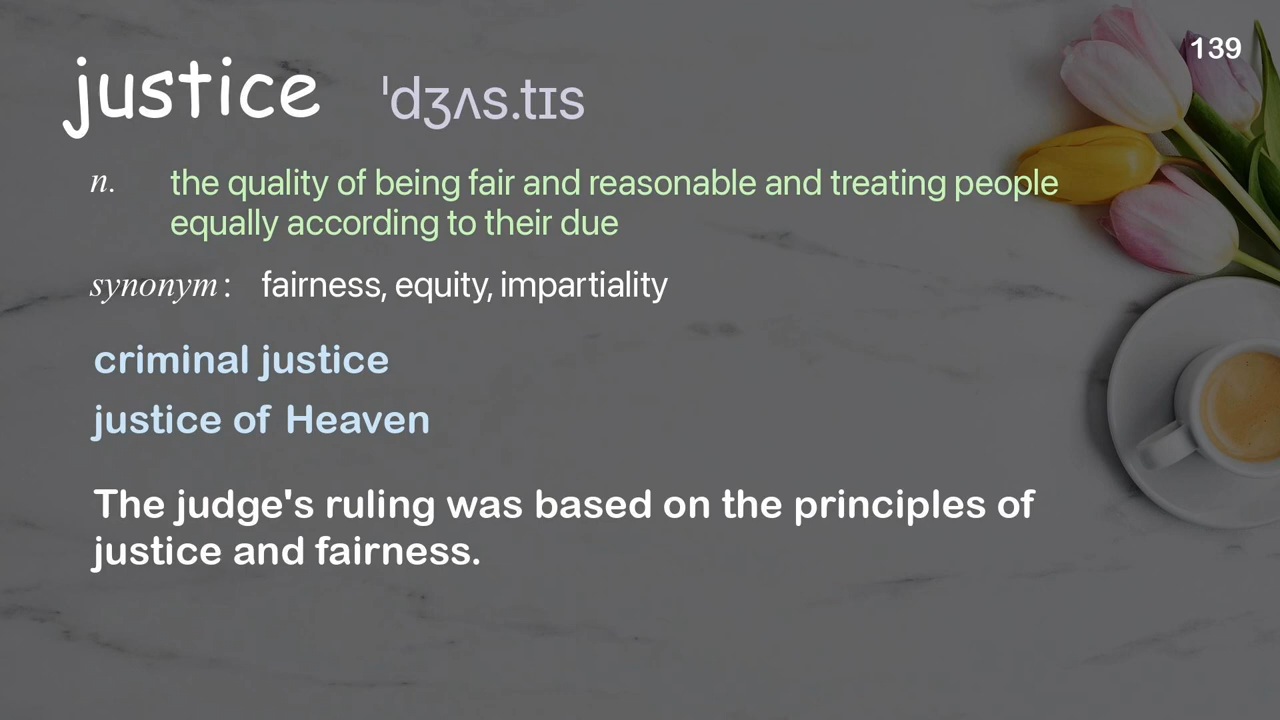 139
justice ˈdʒʌs.tɪs
n. the quality of being fair and reasonable and treating people
equally according to their due
synonym: fairness, equity, impartiality
criminal justice
justice of Heaven
The judge's ruling was based on the principles of
justice and fairness.